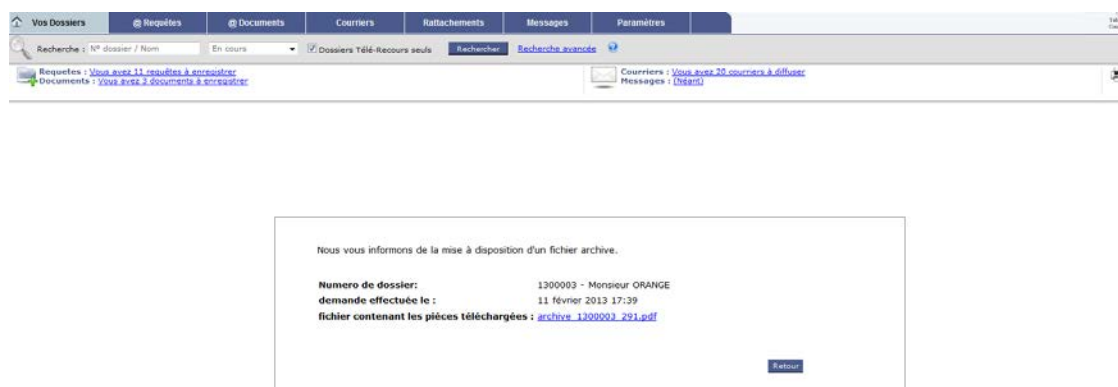 Vos Dossiers @ Requêtes @ Documents Courriers Rattachements Messages Paramètres
Recherche : N° dossier / Nom En cours Dossiers Télé-Recours seuls Rechercher Recherche avancée
Requetes : Vous avez 11 requêtes à enregistrer
Documents : Vous avez 3 documents à enregistrer
Courriers : Vous avez 20 courriers à diffuser
Messages : (Néant)
Nous vous informons de la mise à disposition d'un fichier archive.
Numero de dossier: 1300003 - Monsieur ORANGE
demande effectuée le : 11 février 2013 17:39
fichier contenant les pièces téléchargées : archive_1300003_291.pdf
Retour